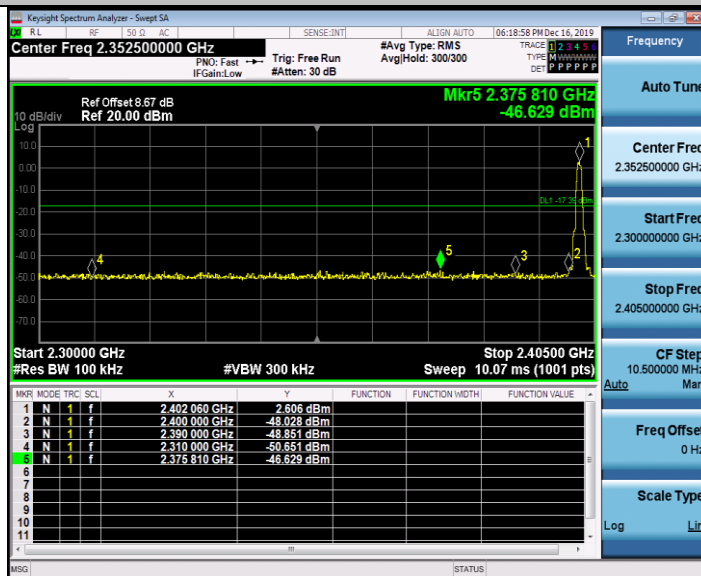 Keysight Spectrum Analyzer - Swept SA
RL RF 50 Ω AC SENSE:INT ALIGN AUTO 06:18:58 PM Dec 16, 2019
Center Freq 2.352500000 GHz
PNO: Fast
IFGain:Low
Trig: Free Run
#Atten: 30 dB
#Avg Type: RMS
Avg|Hold: 300/300
TRACE 1 2 3 4 5 6
TYPE M WWWWW
DET P P P P P P
Frequency
Mkr5 2.375 810 GHz
-46.629 dBm
Ref Offset 8.67 dB
10 dB/div Ref 20.00 dBm
Log
10.0
0.00
-10.0
-20.0
-30.0
-40.0
-50.0
-60.0
-70.0
1
DL1 -17.39 dBm
4
5
3
2
Start 2.30000 GHz Stop 2.40500 GHz
#Res BW 100 kHz #VBW 300 kHz Sweep 10.07 ms (1001 pts)
MKR MODE TRC SCL X Y FUNCTION FUNCTION WIDTH FUNCTION VALUE
1 N 1 f 2.402 060 GHz 2.606 dBm
2 N 1 f 2.400 000 GHz -48.028 dBm
3 N 1 f 2.390 000 GHz -48.851 dBm
4 N 1 f 2.310 000 GHz -50.651 dBm
5 N 1 f 2.375 810 GHz -46.629 dBm
6
7
8
9
10
11
MSG STATUS
Auto Tune
Center Freq
2.352500000 GHz
Start Freq
2.300000000 GHz
Stop Freq
2.405000000 GHz
CF Step
10.500000 MHz
Auto Man
Freq Offset
0 Hz
Scale Type
Log Lin